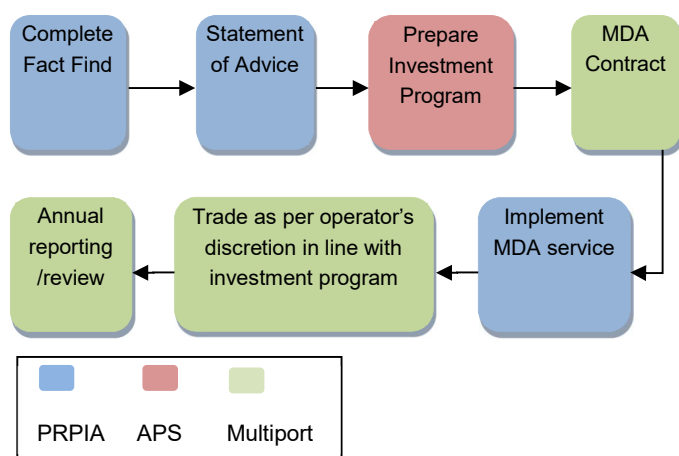 Complete
Fact Find
Statement
of Advice
Prepare
Investment
Program
MDA
Contract
Annual
reporting
/review
Trade as per operator’s
discretion in line with
investment program
Implement
MDA service
PRPIA APS Multiport